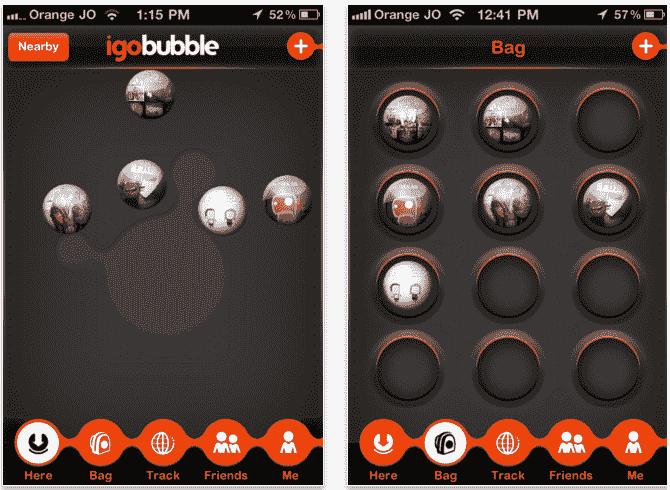 Orange JO 1:15 PM 52%
Nearby igobubble +
Here Bag Track Friends Me
Orange JO 12:41 PM 57%
Bag +
Here Bag Track Friends Me